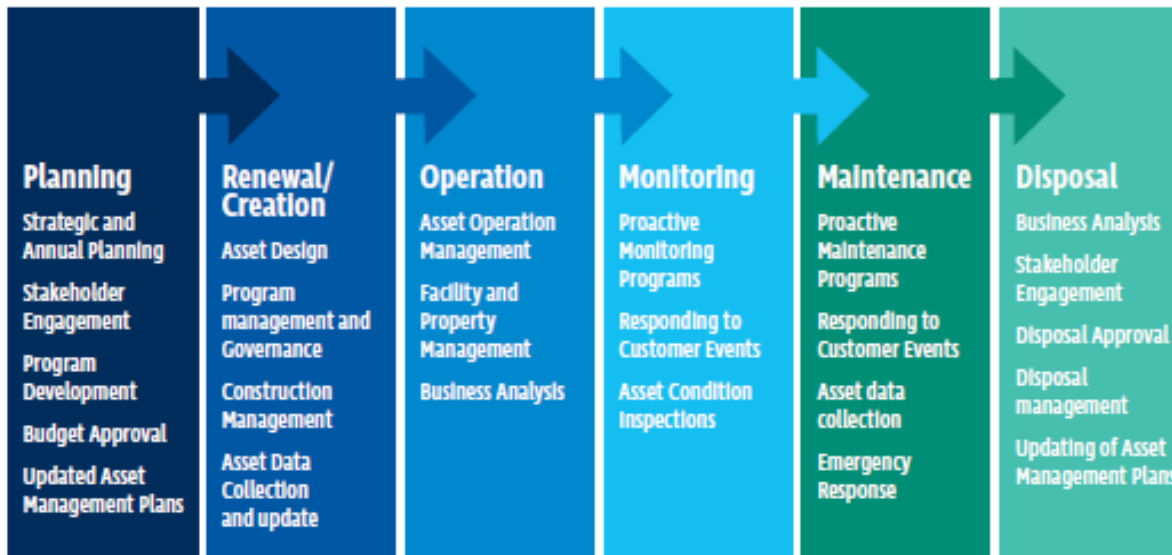 Planning
Strategic and
Annual Planning
Stakeholder
Engagement
Program
Development
Budget Approval
Updated Asset
Management Plans
Renewal/
Creation
Asset Design
Program
management and
Governance
Construction
Management
Asset Data
Collection
and update
Operation
Asset Operation
Management
Facility and
Property
Management
Business Analysis
Monitoring
Proactive
Monitoring
Programs
Responding to
Customer Events
Asset Condition
Inspections
Maintenance
Proactive
Maintenance
Programs
Responding to
Customer Events
Asset data
collection
Emergency
Response
Disposal
Business Analysis
Stakeholder
Engagement
Disposal Approval
Disposal
management
Updating of Asset
Management Plans